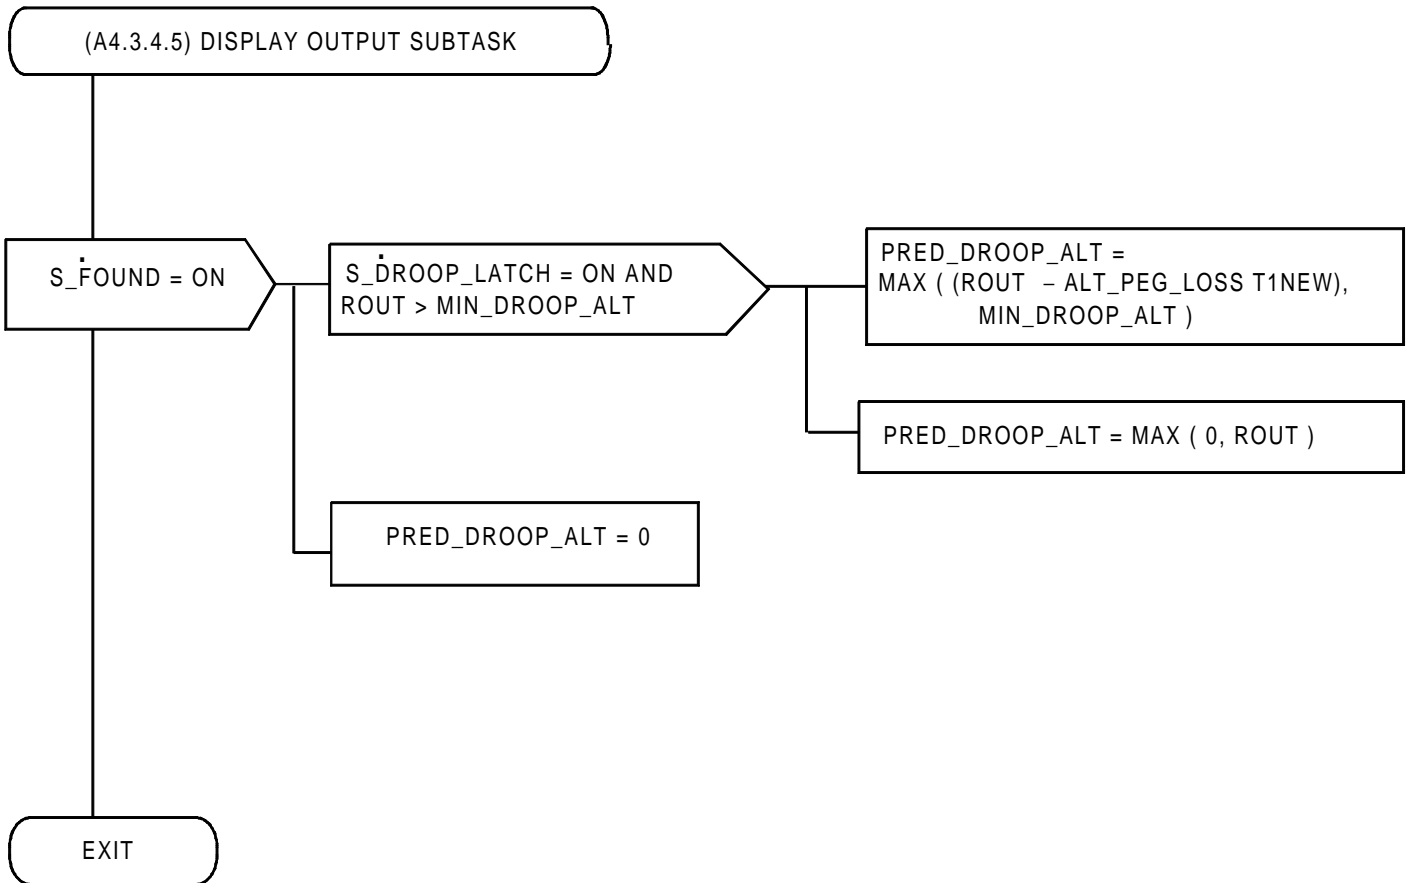 (A4.3.4.5) DISPLAY OUTPUT SUBTASK
S_FOUND = ON
S_DROOP_LATCH = ON AND
ROUT > MIN_DROOP_ALT
PRED_DROOP_ALT =
MAX ( (ROUT – ALT_PEG_LOSS T1NEW),
MIN_DROOP_ALT )
PRED_DROOP_ALT = MAX ( 0, ROUT )
PRED_DROOP_ALT = 0
EXIT